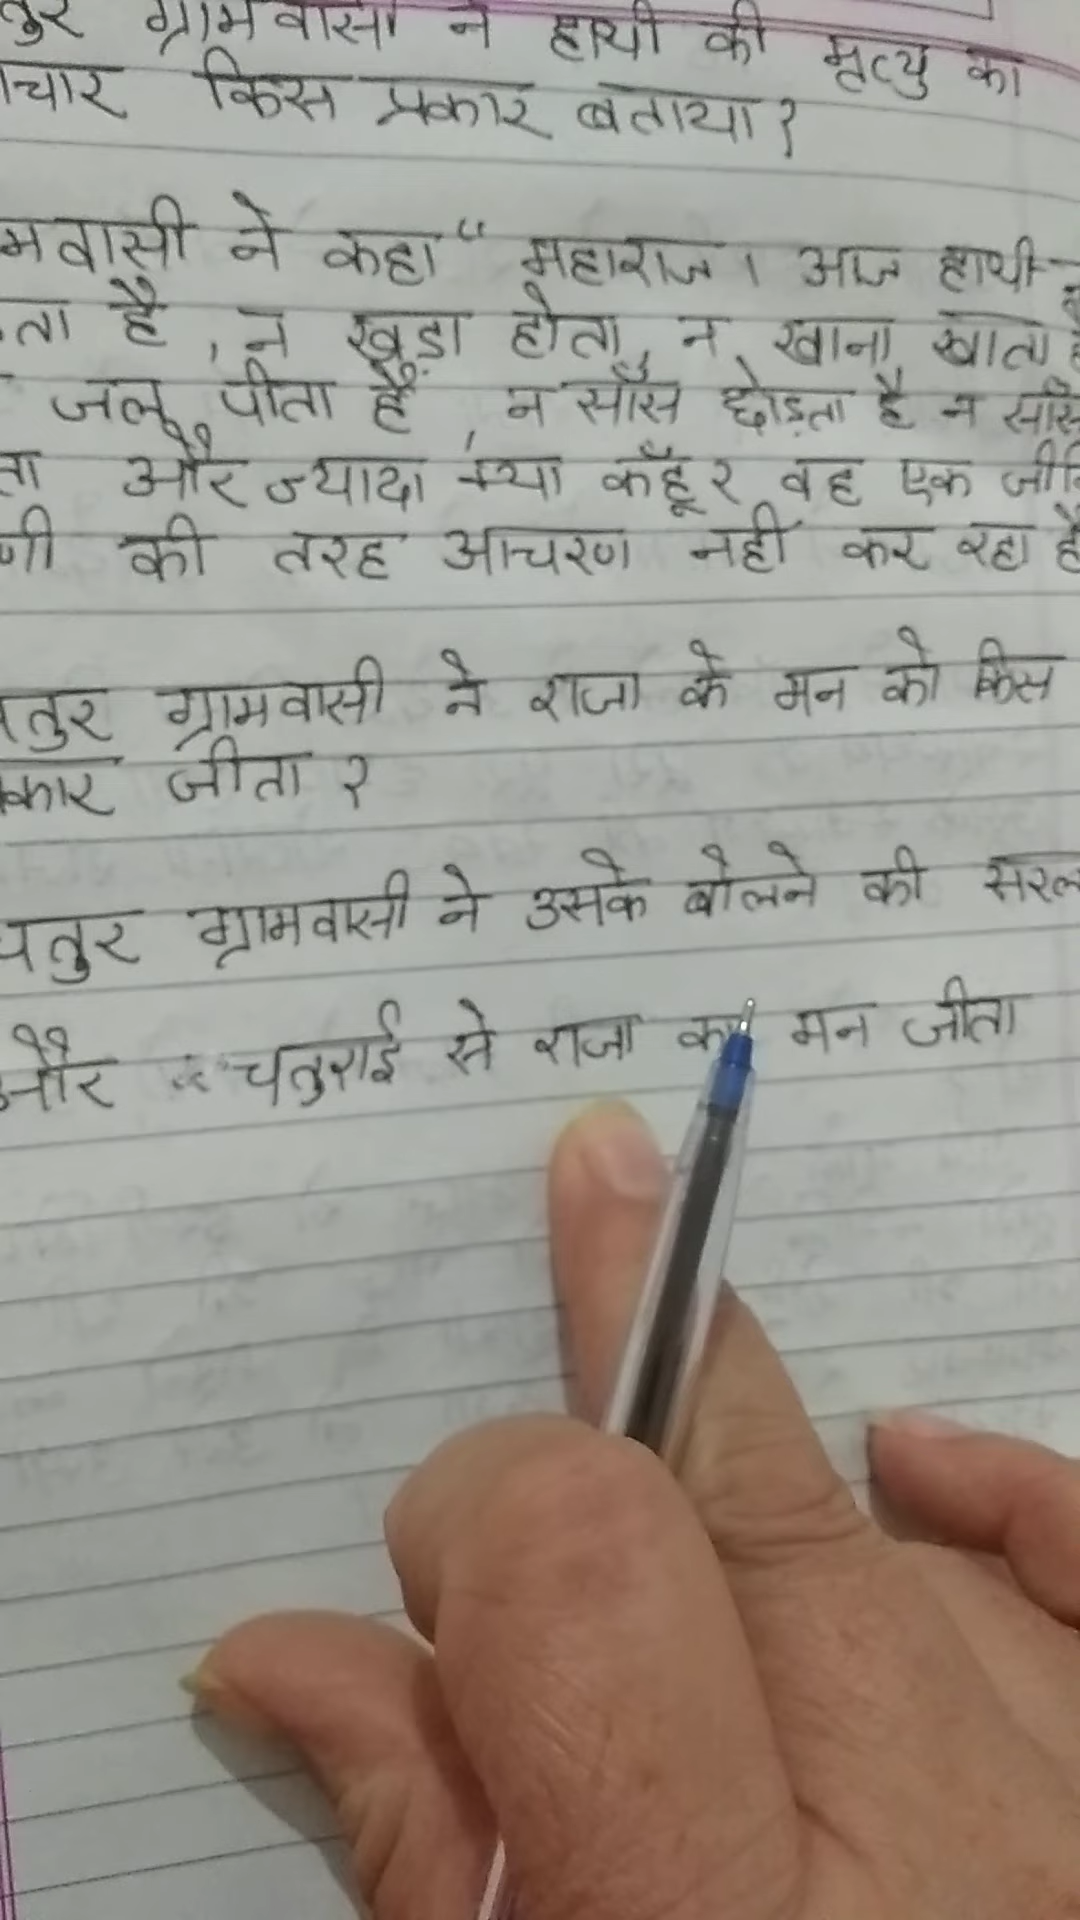 तुर ग्रामवासी ने हाथी की मृत्यु का
ाचार किस प्रकार बताया?
मवासी ने कहा " महाराज । आज हाथी
ता है, न खड़ा होता, न खाना खाता
जल पीता है, न साँस छोड़ता है न साँस
ता और ज्यादा क्या कहूँ? वह एक जी
णी की तरह आचरण नही कर रहा है
तुर ग्रामवासी ने राजा के मन को किस
कार जीता?
चतुर ग्रामवासी ने उसके बोलने की सरल
और चतुराई से राजा का मन जीता